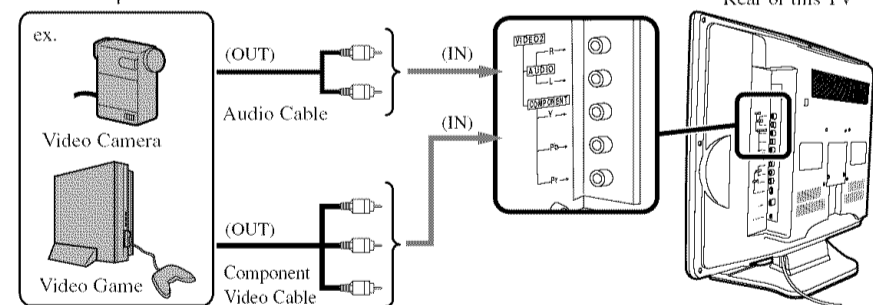 Rear of this TV
ex.
(OUT)
(IN)
Audio Cable
Video Camera
(IN)
(OUT)
Component
Video Cable
Video Game
VIDEO2
R
AUDIO
L
COMPONENT
Y
Pb
Pr